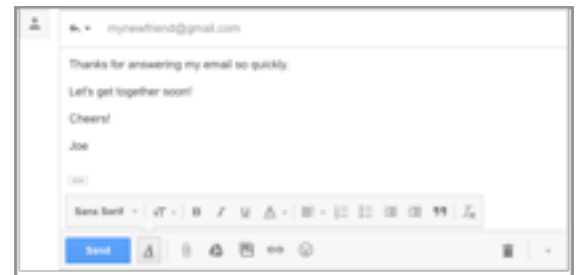 mynewfriend@gmail.com
Thanks for answering my email so quickly.
Let's get together soon!
Cheers!
Joe
Sans Serif
Send